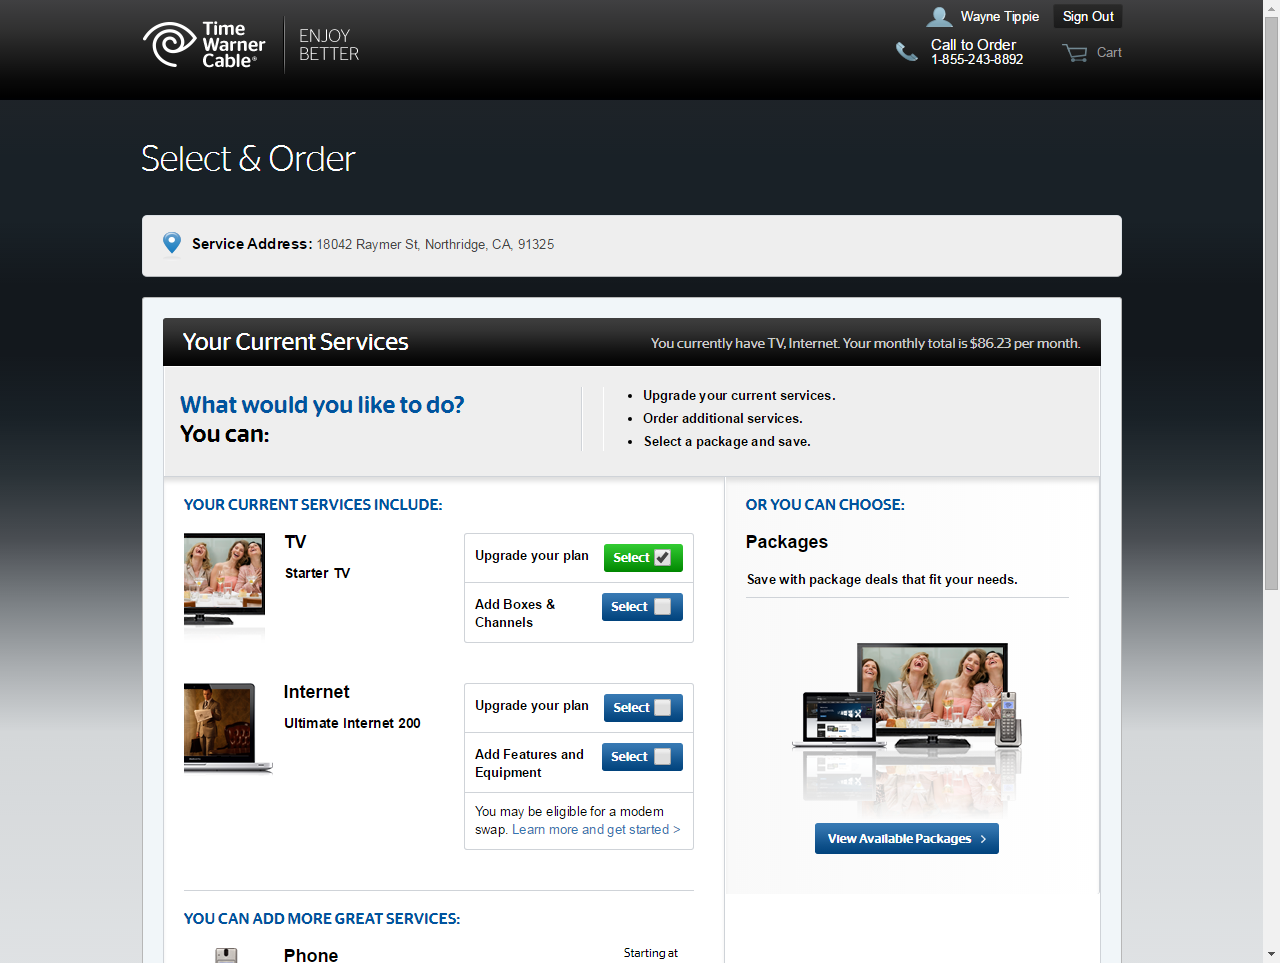 Time
Warner
Cable®
ENJOY
BETTER
Wayne Tippie
Sign Out
Call to Order
1-855-243-8892
Cart
Select & Order
Service Address: 18042 Raymer St, Northridge, CA, 91325
Your Current Services
You currently have TV, Internet. Your monthly total is $86.23 per month.
What would you like to do?
You can:
• Upgrade your current services.
• Order additional services.
• Select a package and save.
YOUR CURRENT SERVICES INCLUDE:
TV
Starter TV
Upgrade your plan
Select
Add Boxes &
Channels
Select
Internet
Ultimate Internet 200
Upgrade your plan
Select
Add Features and
Equipment
Select
You may be eligible for a modem
swap. Learn more and get started >
YOU CAN ADD MORE GREAT SERVICES:
Phone
Starting at
OR YOU CAN CHOOSE:
Packages
Save with package deals that fit your needs.
View Available Packages >